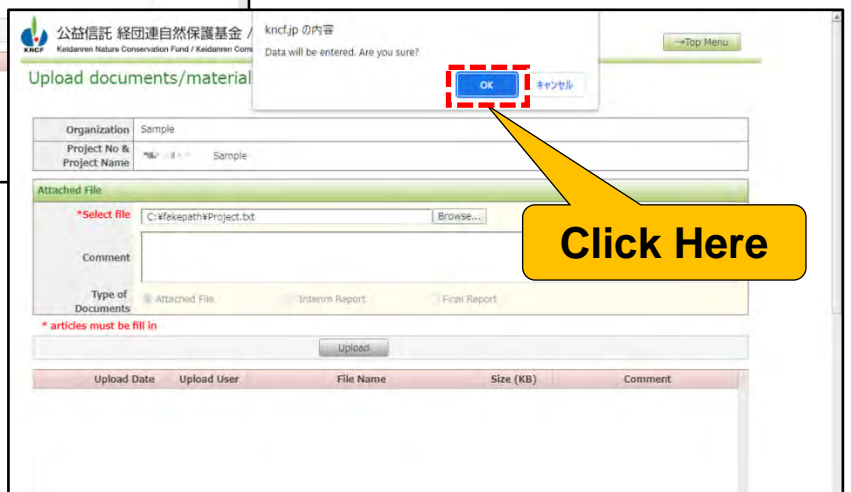 公益信託 経団連自然保護基金 /
KNCF Keidanren Nature Conservation Fund / Keidanren Com
kncf.jp の内容
Data will be entered. Are you sure?
OK
キャンセル
→Top Menu
Upload documents/material
Organization Sample
Project No & Project Name Sample
Attached File
*Select file C:¥fakepath¥Project.txt Browse...
Click Here
Comment
Type of Documents Attached File Interim Report Final Report
* articles must be fill in
Upload
Upload Date Upload User File Name Size (KB) Comment